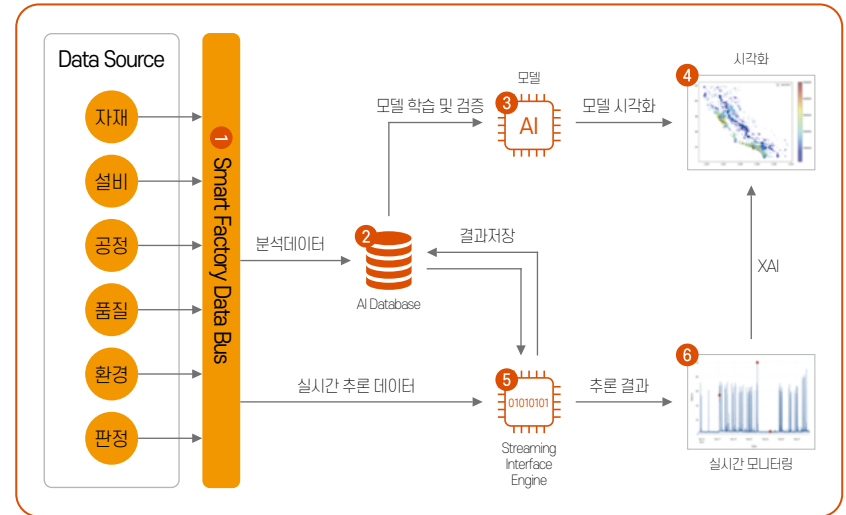 Data Source
자재
설비
공정
품질
환경
판정
1
Smart Factory Data Bus
분석데이터
실시간 추론 데이터
2
AI Database
모델 학습 및 검증
결과저장
모델
3
AI
모델 시각화
시각화
4
XAI
5
01010101
Streaming
Interface
Engine
추론 결과
6
실시간 모니터링